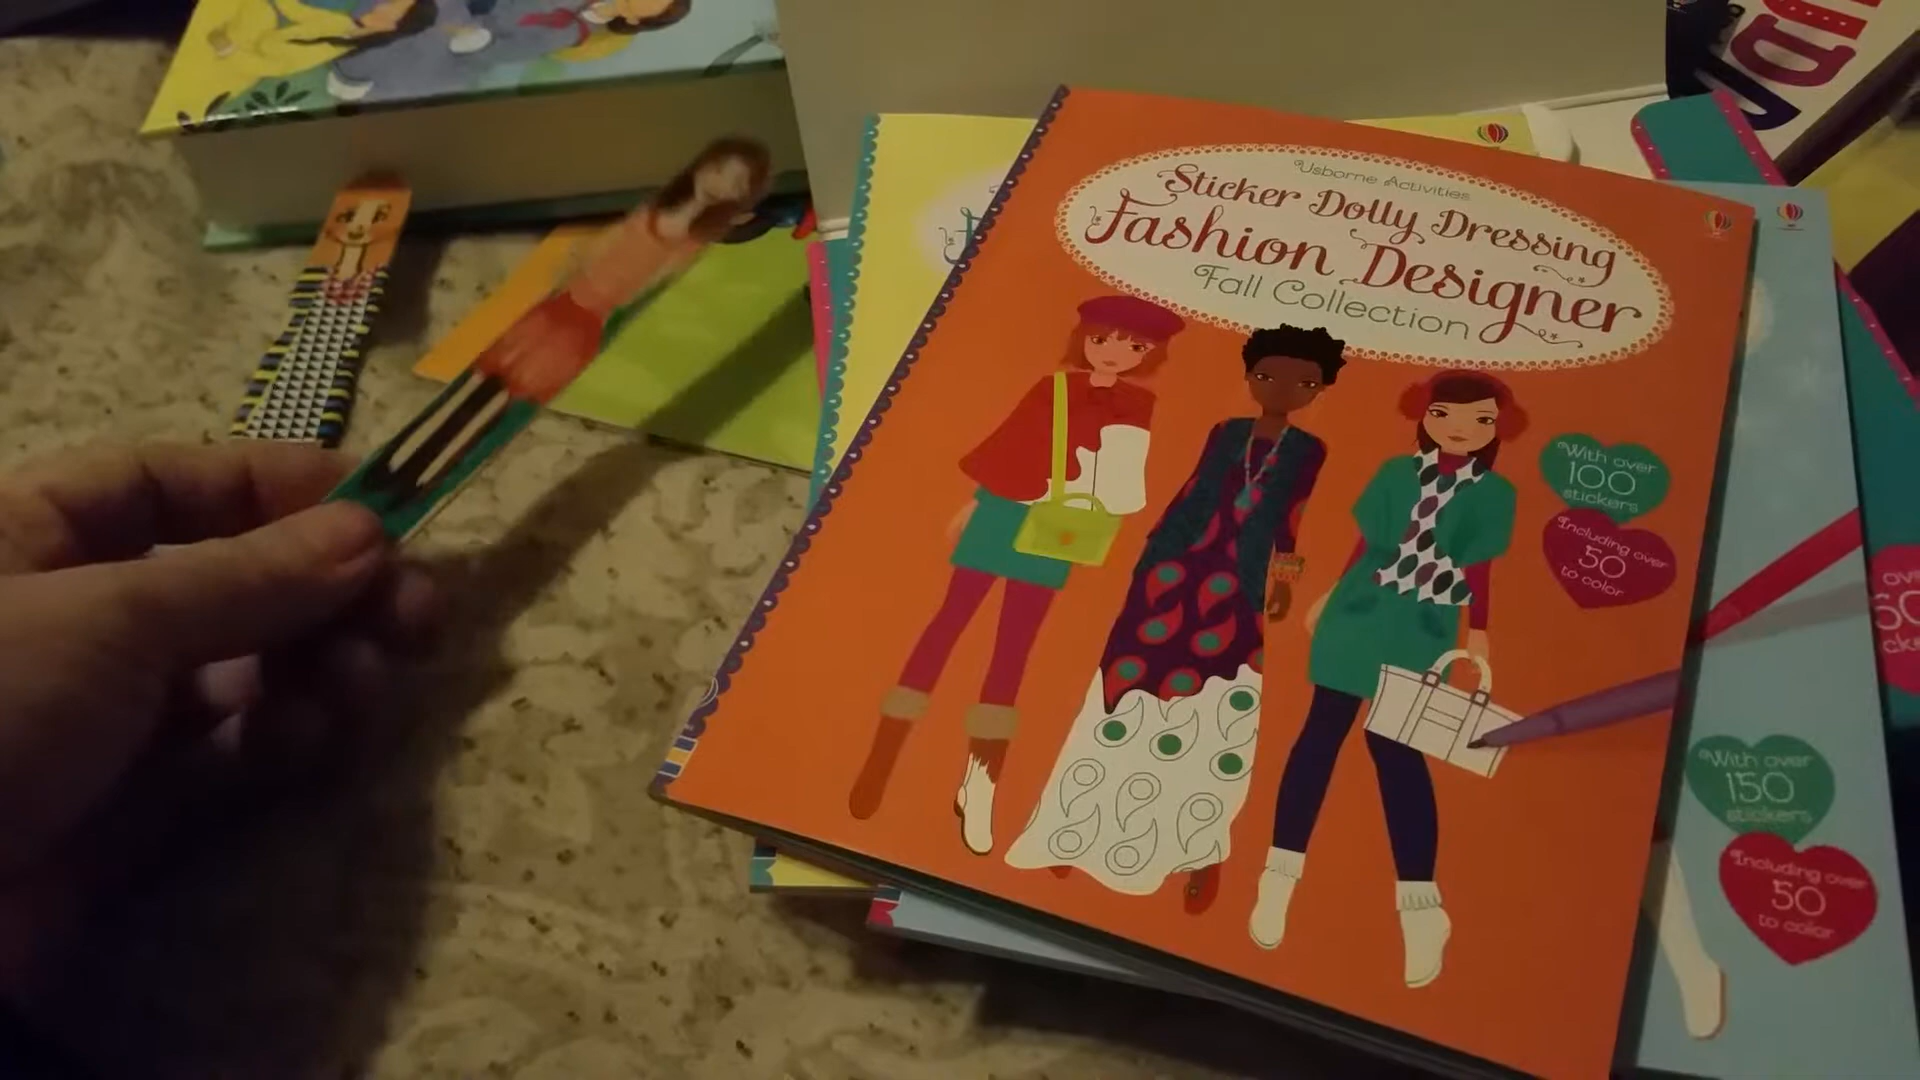 Usborne Activities
Sticker Dolly Dressing
Fashion Designer
Fall Collection
With over
100
stickers
Including over
50
to color
With over
150
stickers
Including over
50
to color